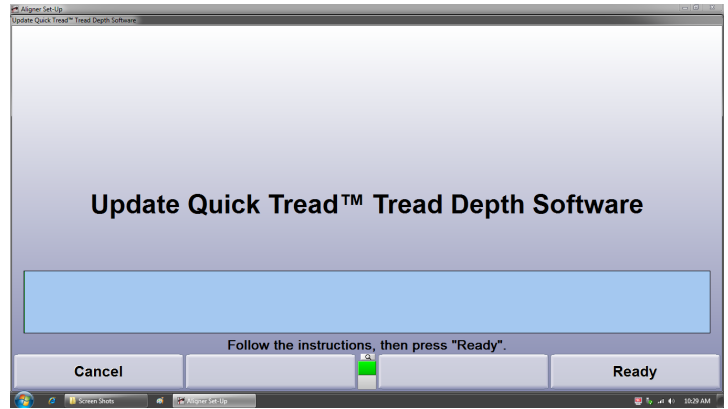 Aligner Set-Up
Update Quick Tread™ Tread Depth Software
Update Quick Tread™ Tread Depth Software
Follow the instructions, then press "Ready".
Cancel
Ready
Screen Shots
Aligner Set-Up
10:29 AM